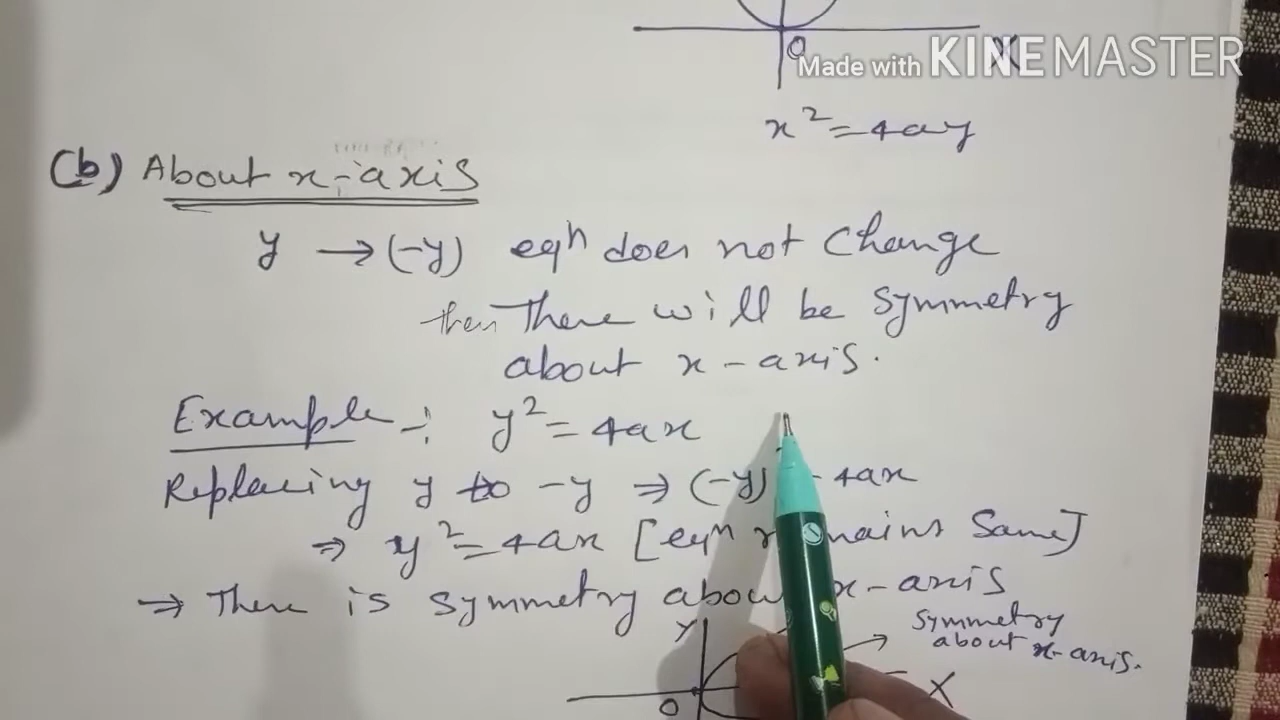 O
X
Made with KINEMASTER
x² = 4ay
(b) About x-axis
y → (-y) eqⁿ does not change
then There will be symmetry
about x-axis.
Example -: y² = 4ax
Replacing y to -y ⇒ (-y) 4ax
⇒ y² = 4ax [eqⁿ remains Same]
⇒ There is symmetry about x-axis
Symmetry
about x-axis.
Y
X
O